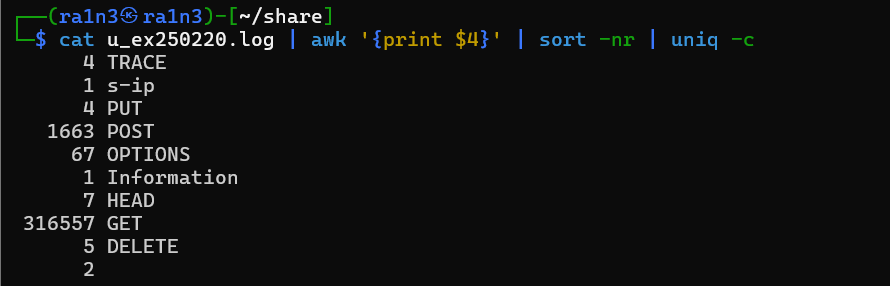 ┌──(ra1n3㉿ra1n3)-[~/share]
└─$ cat u_ex250220.log | awk '{print $4}' | sort -nr | uniq -c
      4 TRACE
      1 s-ip
      4 PUT
   1663 POST
     67 OPTIONS
      1 Information
      7 HEAD
 316557 GET
      5 DELETE
      2